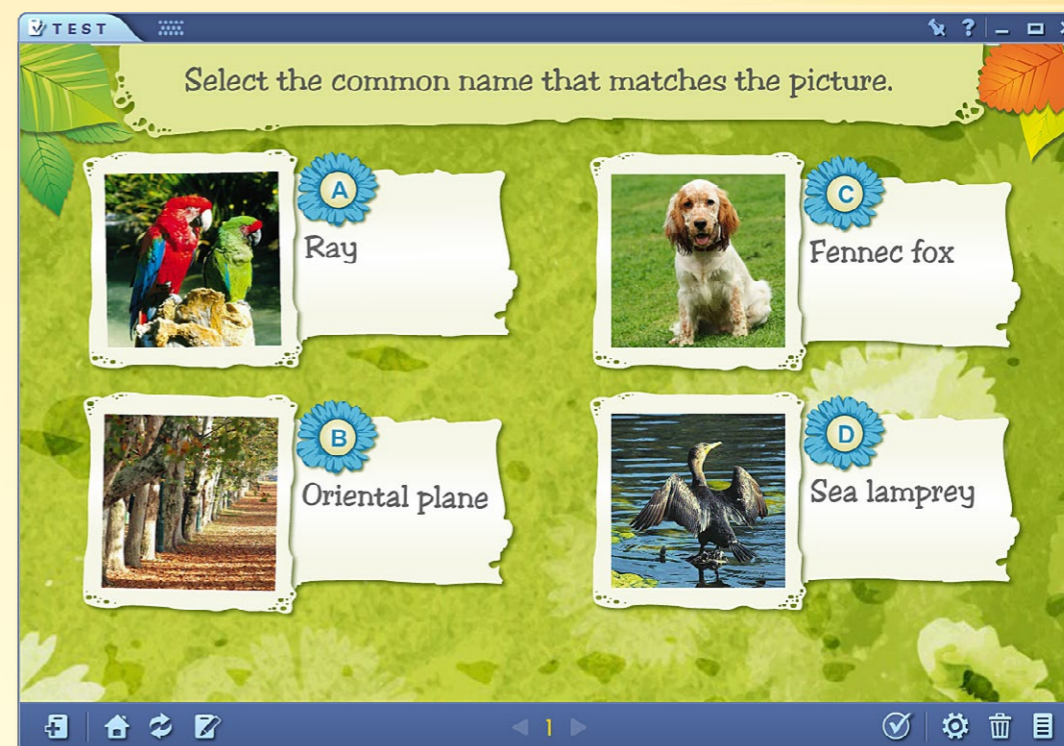 TEST
?
Select the common name that matches the picture.
A
Ray
C
Fennec fox
B
Oriental plane
D
Sea lamprey
1